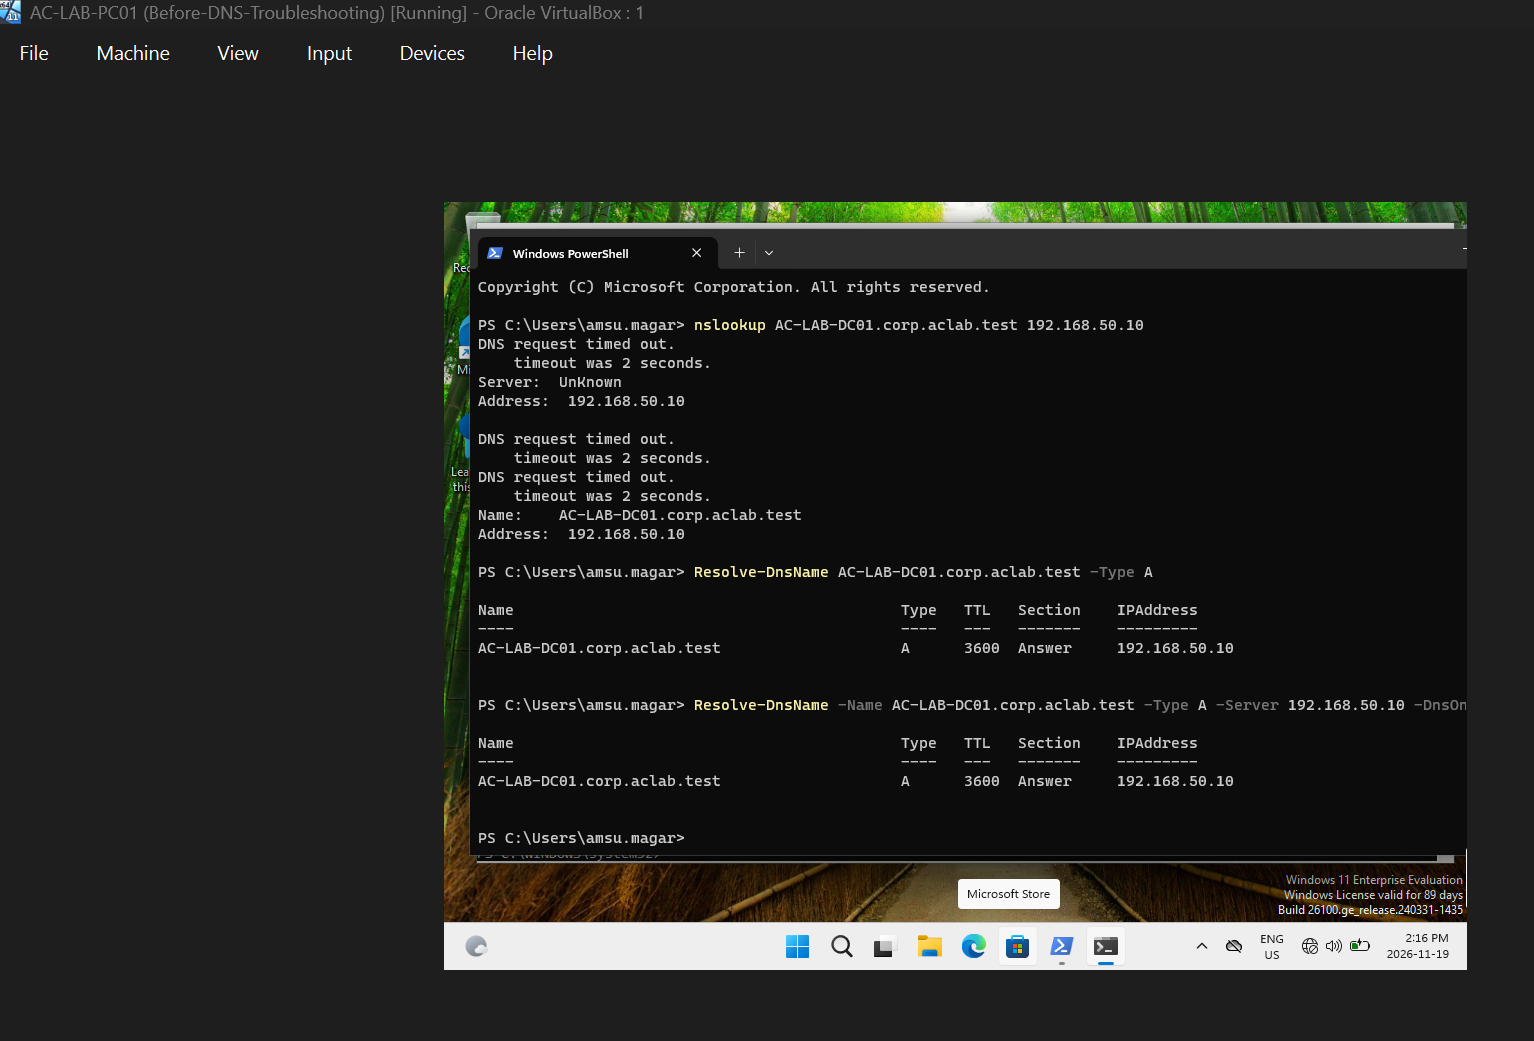 AC-LAB-PC01 (Before-DNS-Troubleshooting) [Running] - Oracle VirtualBox : 1
File Machine View Input Devices Help
Windows PowerShell
Copyright (C) Microsoft Corporation. All rights reserved.
PS C:\Users\amsu.magar> nslookup AC-LAB-DC01.corp.aclab.test 192.168.50.10
DNS request timed out.
    timeout was 2 seconds.
Server:  UnKnown
Address:  192.168.50.10
DNS request timed out.
    timeout was 2 seconds.
DNS request timed out.
    timeout was 2 seconds.
Name:    AC-LAB-DC01.corp.aclab.test
Address:  192.168.50.10
PS C:\Users\amsu.magar> Resolve-DnsName AC-LAB-DC01.corp.aclab.test -Type A
Name Type TTL Section IPAddress
---- ---- --- ------- ---------
AC-LAB-DC01.corp.aclab.test A 3600 Answer 192.168.50.10
PS C:\Users\amsu.magar> Resolve-DnsName -Name AC-LAB-DC01.corp.aclab.test -Type A -Server 192.168.50.10 -DnsOn
Name Type TTL Section IPAddress
---- ---- --- ------- ---------
AC-LAB-DC01.corp.aclab.test A 3600 Answer 192.168.50.10
PS C:\Users\amsu.magar>
Rec
Mi
Lea
this
Microsoft Store
Windows 11 Enterprise Evaluation
Windows License valid for 89 days
Build 26100.ge_release.240331-1435
ENG
US
2:16 PM
2026-11-19